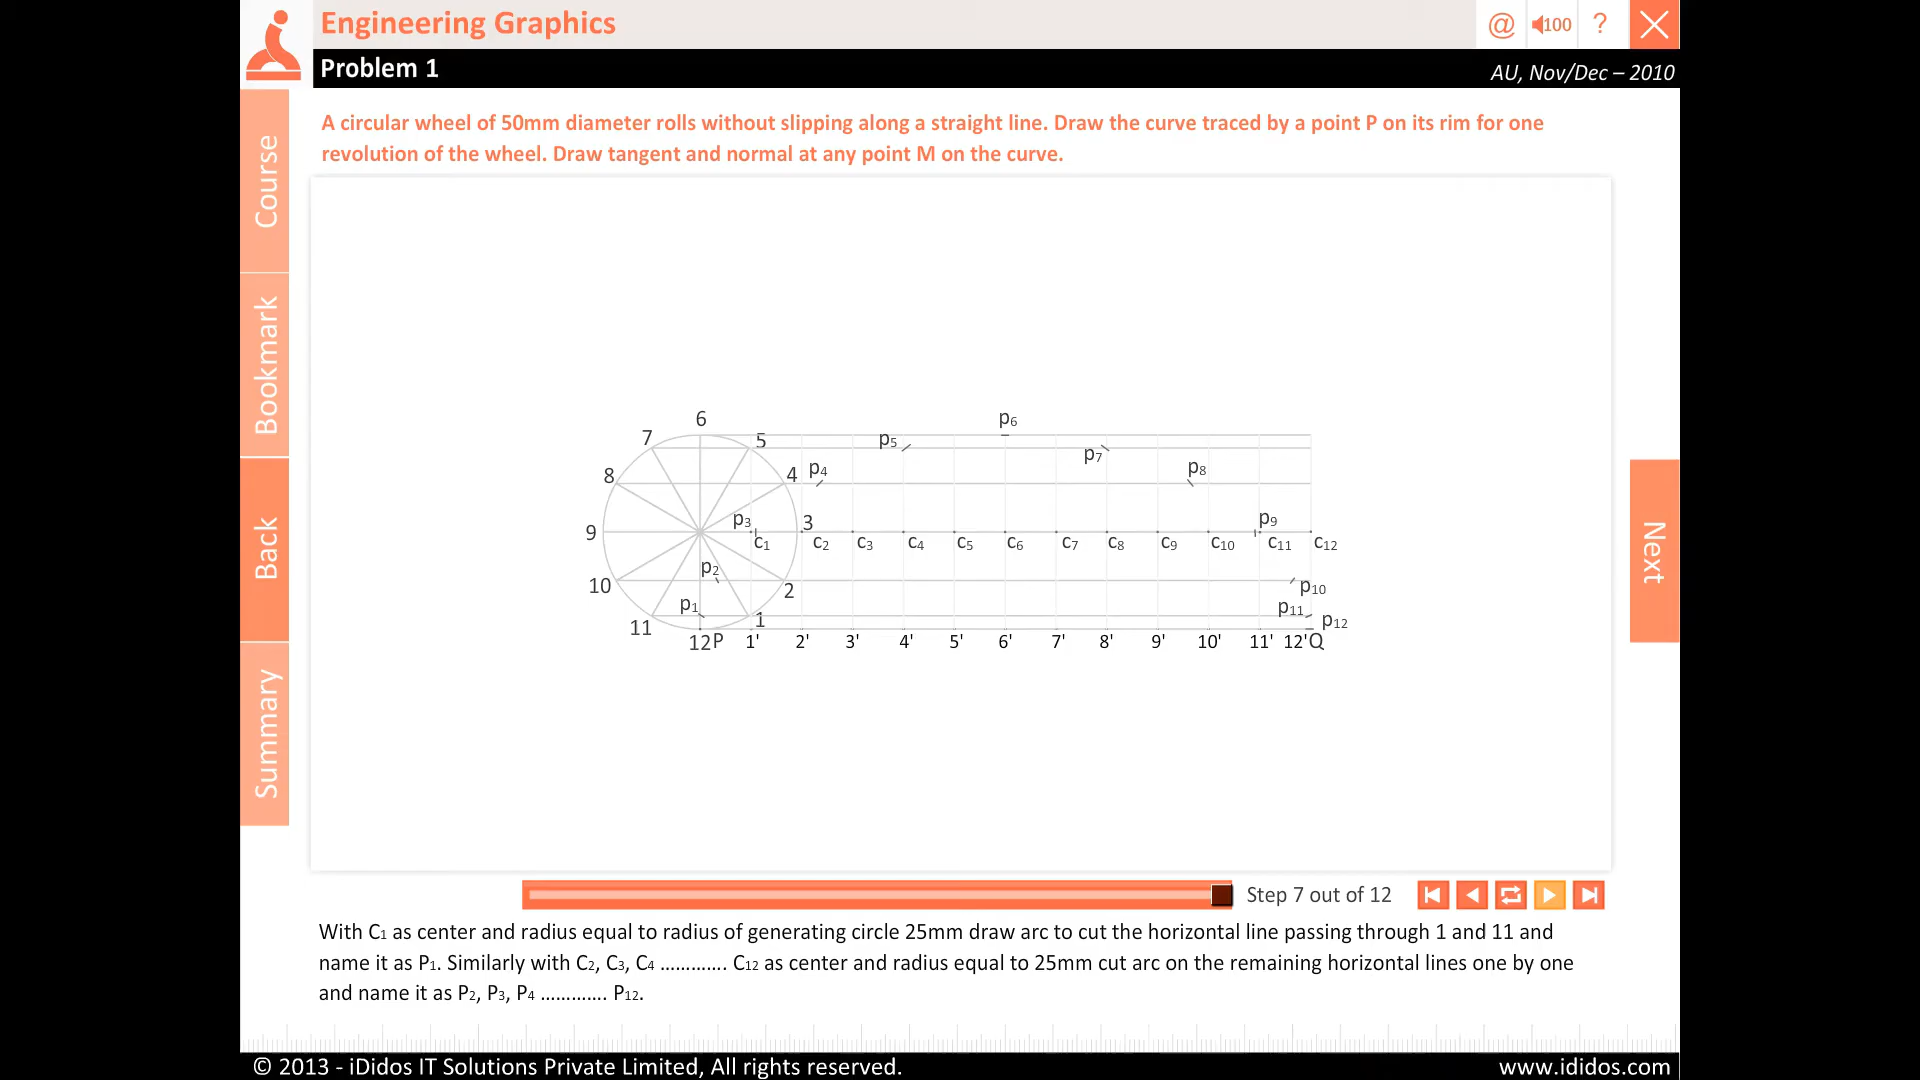 Engineering Graphics
@ 100 ?
Problem 1
AU, Nov/Dec – 2010
A circular wheel of 50mm diameter rolls without slipping along a straight line. Draw the curve traced by a point P on its rim for one
revolution of the wheel. Draw tangent and normal at any point M on the curve.
Course
Bookmark
Back
Summary
Next
6 p6
7 5 p5
p7
8 4 p4 p8
9 p3 3 p9
c1 c2 c3 c4 c5 c6 c7 c8 c9 c10 c11 c12
p2
10 2 p10
p1 p11
11 1 p12
12 P 1' 2' 3' 4' 5' 6' 7' 8' 9' 10' 11' 12' Q
Step 7 out of 12
With C1 as center and radius equal to radius of generating circle 25mm draw arc to cut the horizontal line passing through 1 and 11 and
name it as P1. Similarly with C2, C3, C4 ............. C12 as center and radius equal to 25mm cut arc on the remaining horizontal lines one by one
and name it as P2, P3, P4 ............. P12.
© 2013 - iDidos IT Solutions Private Limited, All rights reserved.
www.ididos.com